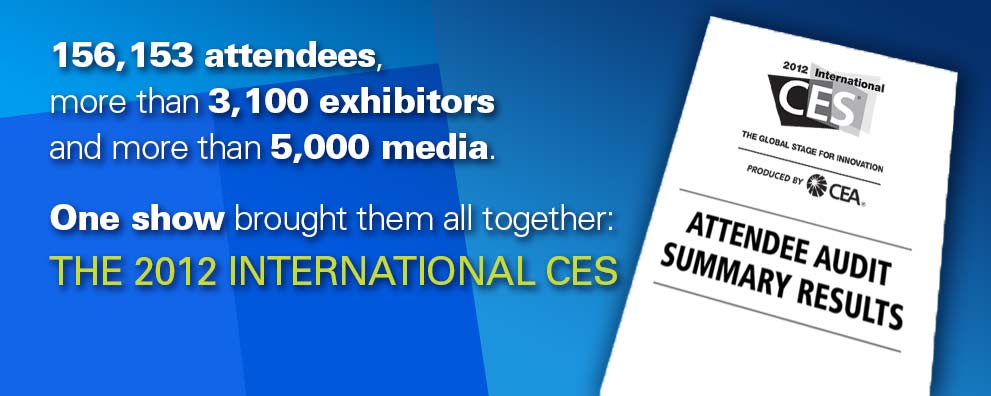 156,153 attendees,
more than 3,100 exhibitors
and more than 5,000 media.
One show brought them all together:
THE 2012 INTERNATIONAL CES
2012 International
CES®
THE GLOBAL STAGE FOR INNOVATION
PRODUCED BY CEA®
ATTENDEE AUDIT
SUMMARY RESULTS